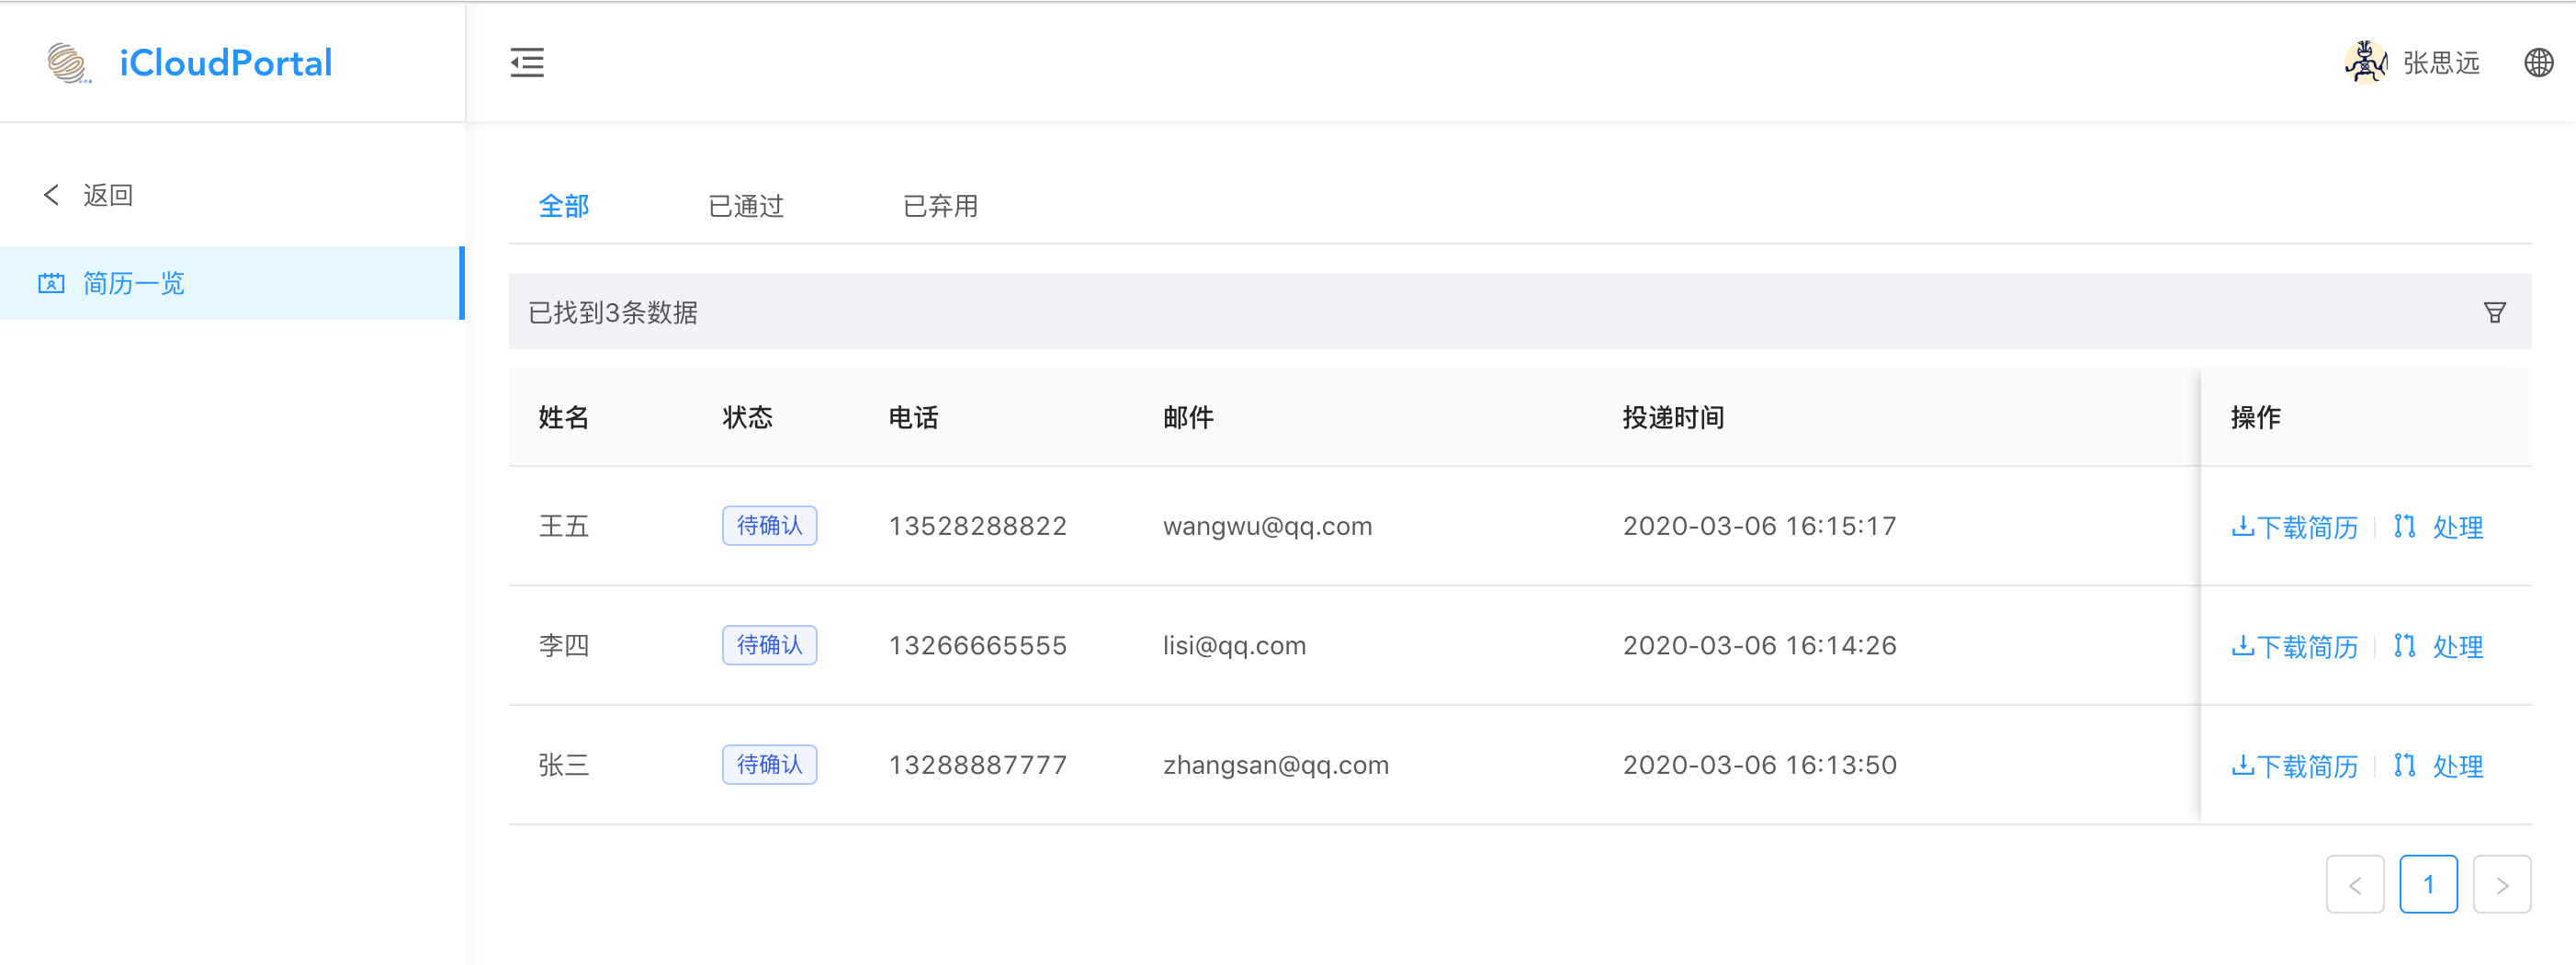 iCloudPortal
张思远
返回
简历一览
全部 已通过 已弃用
已找到3条数据
姓名 状态 电话 邮件 投递时间 操作
王五 待确认 13528288822 wangwu@qq.com 2020-03-06 16:15:17 下载简历 处理
李四 待确认 13266665555 lisi@qq.com 2020-03-06 16:14:26 下载简历 处理
张三 待确认 13288887777 zhangsan@qq.com 2020-03-06 16:13:50 下载简历 处理
1